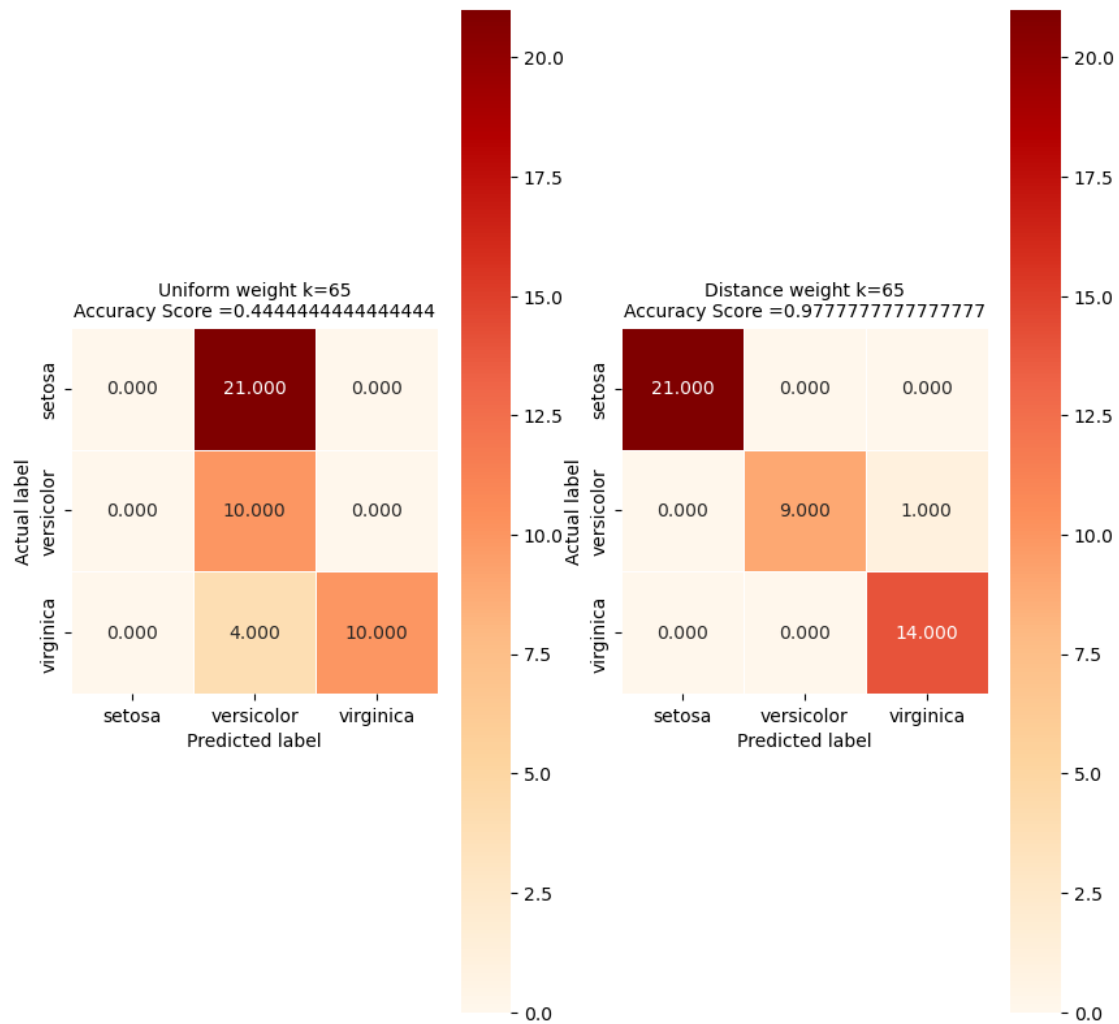 Uniform weight k=65
Accuracy Score =0.4444444444444444
setosa
versicolor
virginica
Actual label
0.000 21.000 0.000
0.000 10.000 0.000
0.000 4.000 10.000
setosa versicolor virginica
Predicted label
20.0
17.5
15.0
12.5
10.0
7.5
5.0
2.5
0.0
Distance weight k=65
Accuracy Score =0.9777777777777777
setosa
versicolor
virginica
Actual label
21.000 0.000 0.000
0.000 9.000 1.000
0.000 0.000 14.000
setosa versicolor virginica
Predicted label
20.0
17.5
15.0
12.5
10.0
7.5
5.0
2.5
0.0